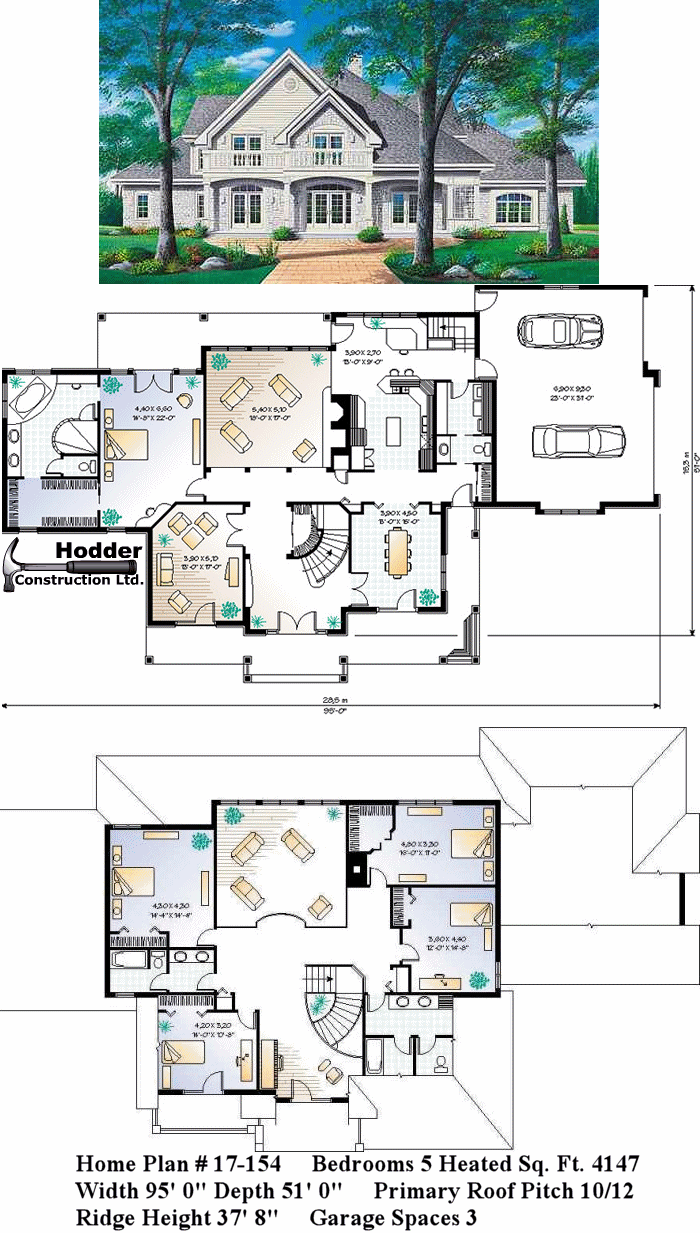 3,90 X 2,70
13'-0" X 9'-0"
4,40 X 6,60
14'-8" X 22'-0"
5,40 X 5,10
18'-0" X 17'-0"
6,90 X 9,30
23'-0" X 31'-0"
15,3 m
51'-0"
3,90 X 4,50
13'-0" X 15'-0"
3,90 X 5,10
13'-0" X 17'-0"
Hodder
Construction Ltd.
28,5 m
95'-0"
4,80 X 3,30
16'-0" X 11'-0"
4,30 X 4,30
14'-4" X 14'-4"
3,60 X 4,40
12'-0" X 14'-8"
4,20 X 3,20
14'-0" X 10'-8"
Home Plan # 17-154 Bedrooms 5 Heated Sq. Ft. 4147
Width 95' 0" Depth 51' 0" Primary Roof Pitch 10/12
Ridge Height 37' 8" Garage Spaces 3